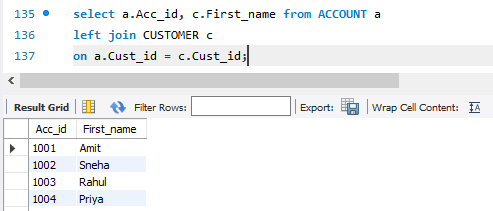 135 select a.Acc_id, c.First_name from ACCOUNT a
136 left join CUSTOMER c
137 on a.Cust_id = c.Cust_id;
Result Grid Filter Rows: Export: Wrap Cell Content: IA
Acc_id First_name
1001 Amit
1002 Sneha
1003 Rahul
1004 Priya